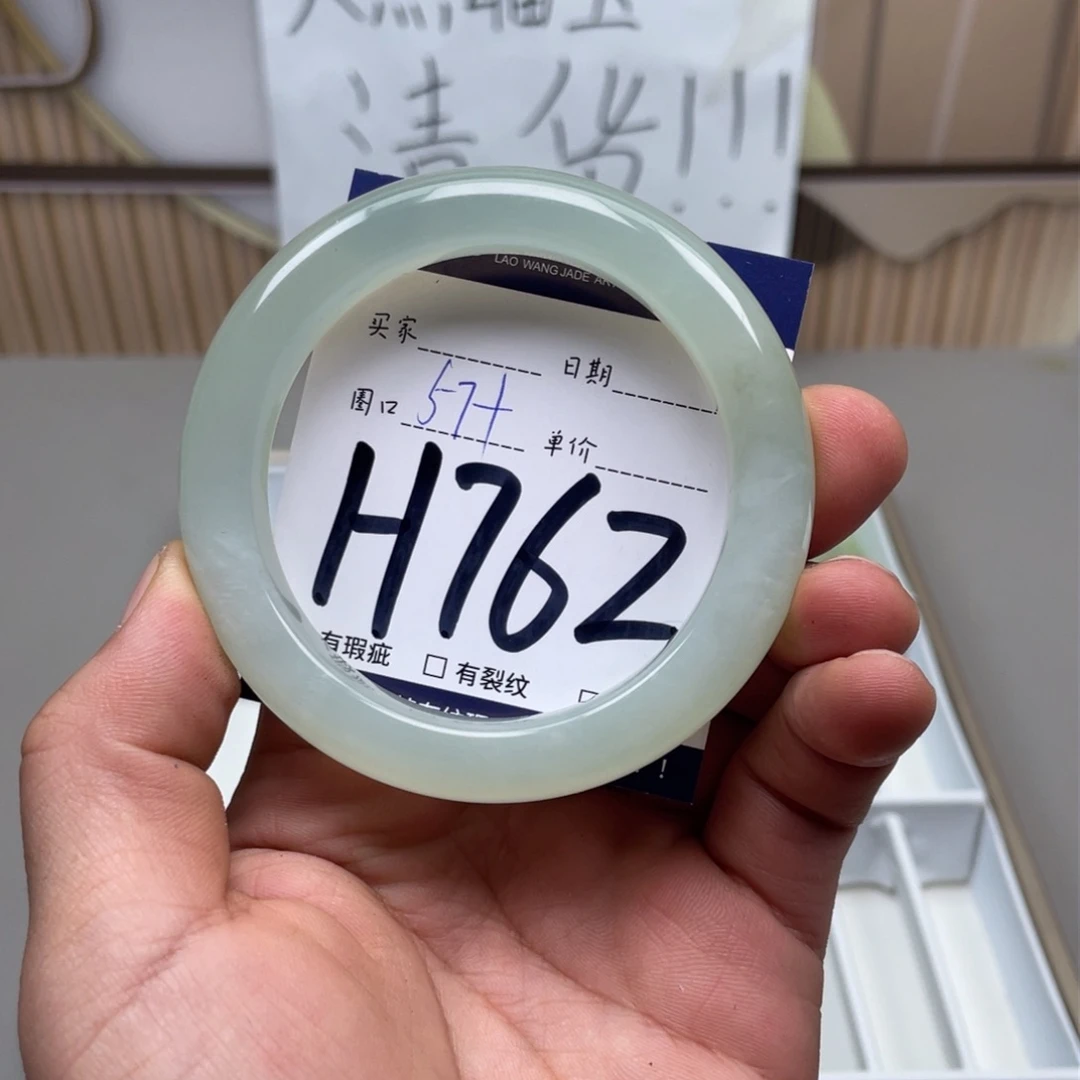 清货!!!
LAO WANG JADE
买家 日期
圈口 57+ 单价
H762
有瑕疵 □有裂纹 □
!